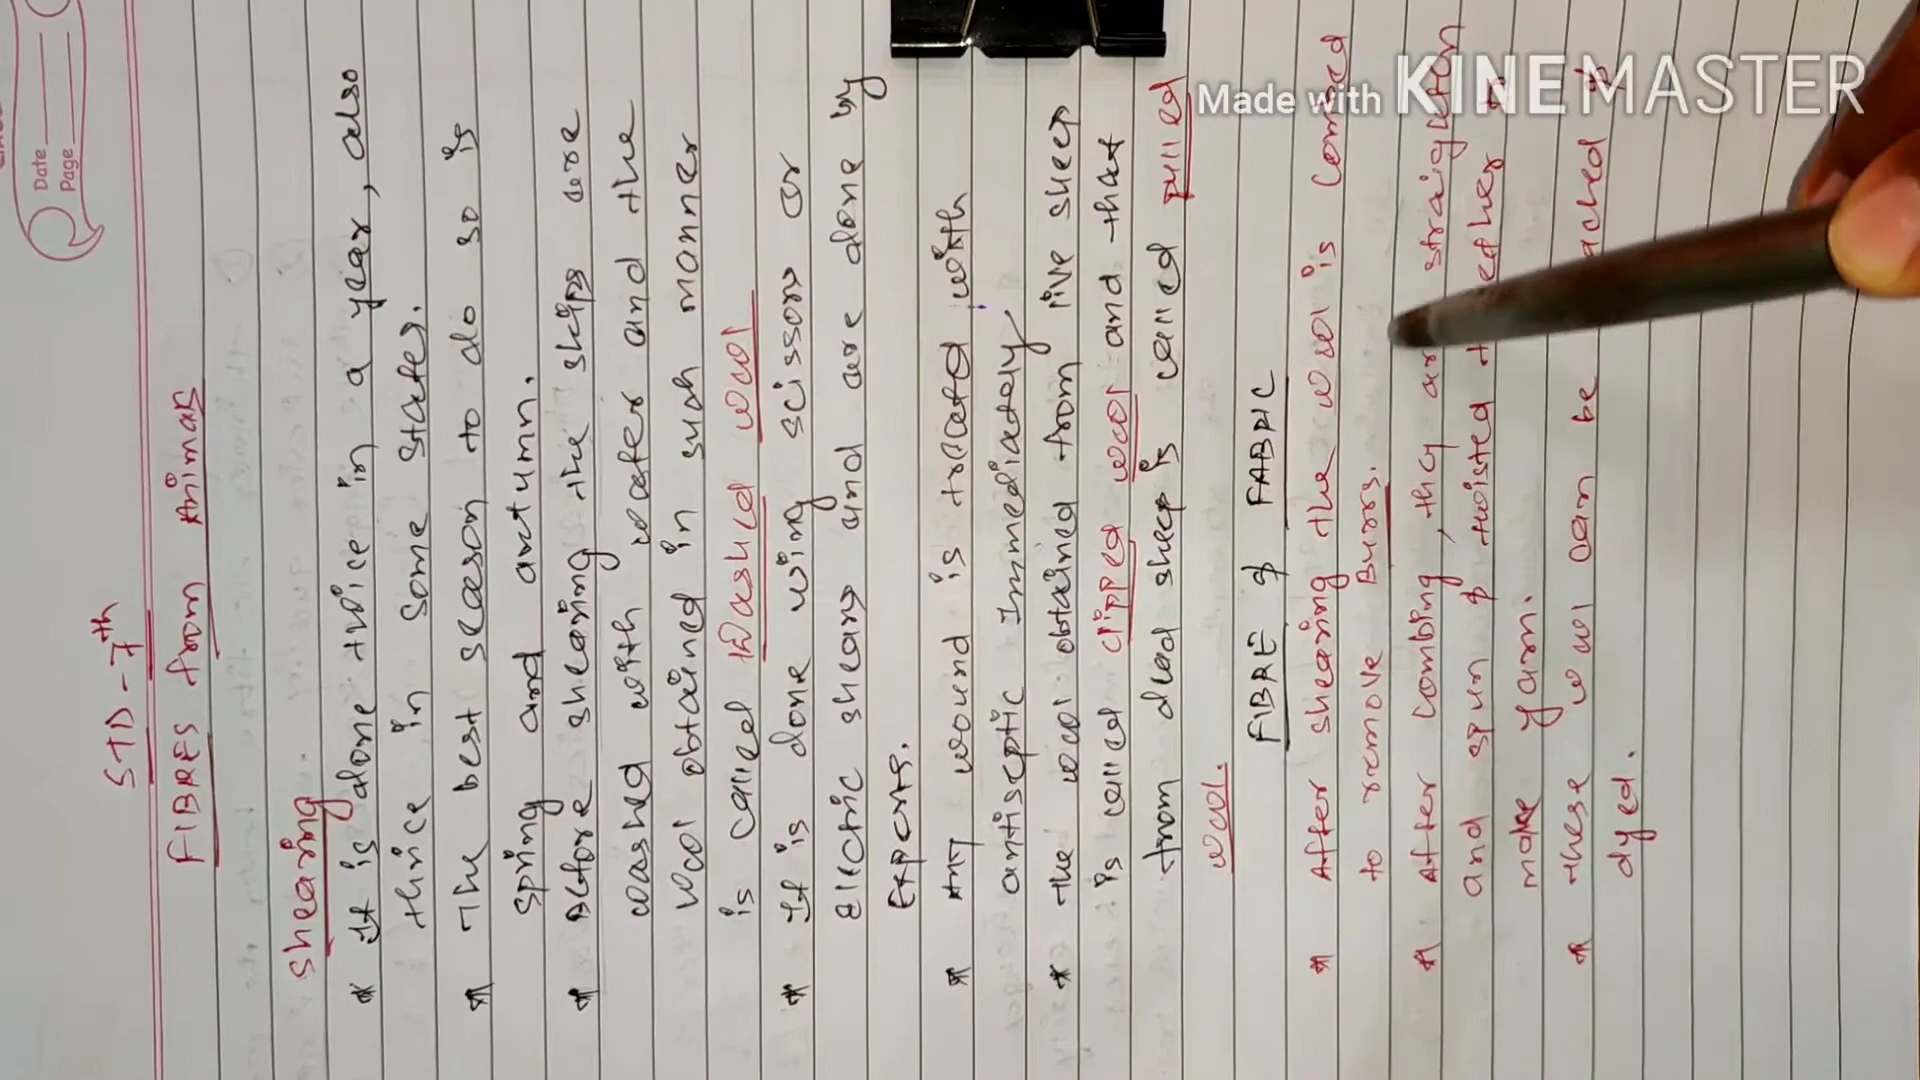 Date
Page
STD-7th
FIBRES from Animas
shearing
* It is done twice in a year, also
thrice in some states.
* The best season to do so is
spring and autumn.
* Before shearing the ships are
washed with water and the
wool obtained in such manner
is called washed wool
* It is done using scissors or
electric shears and are done by
Experts.
* Any wound is treated with
antiseptic Immediately
* The wool obtained from live sheep
is called clipped wool and that
from dead sheep is called pulled
wool.
FIBRE & FABRIC
* After shearing the wool is combed
to remove Burrs.
* After combing, they are straighten
and spun & twisted together to
make yarn.
* these wool can be &
dyed.
Made with KINEMASTER